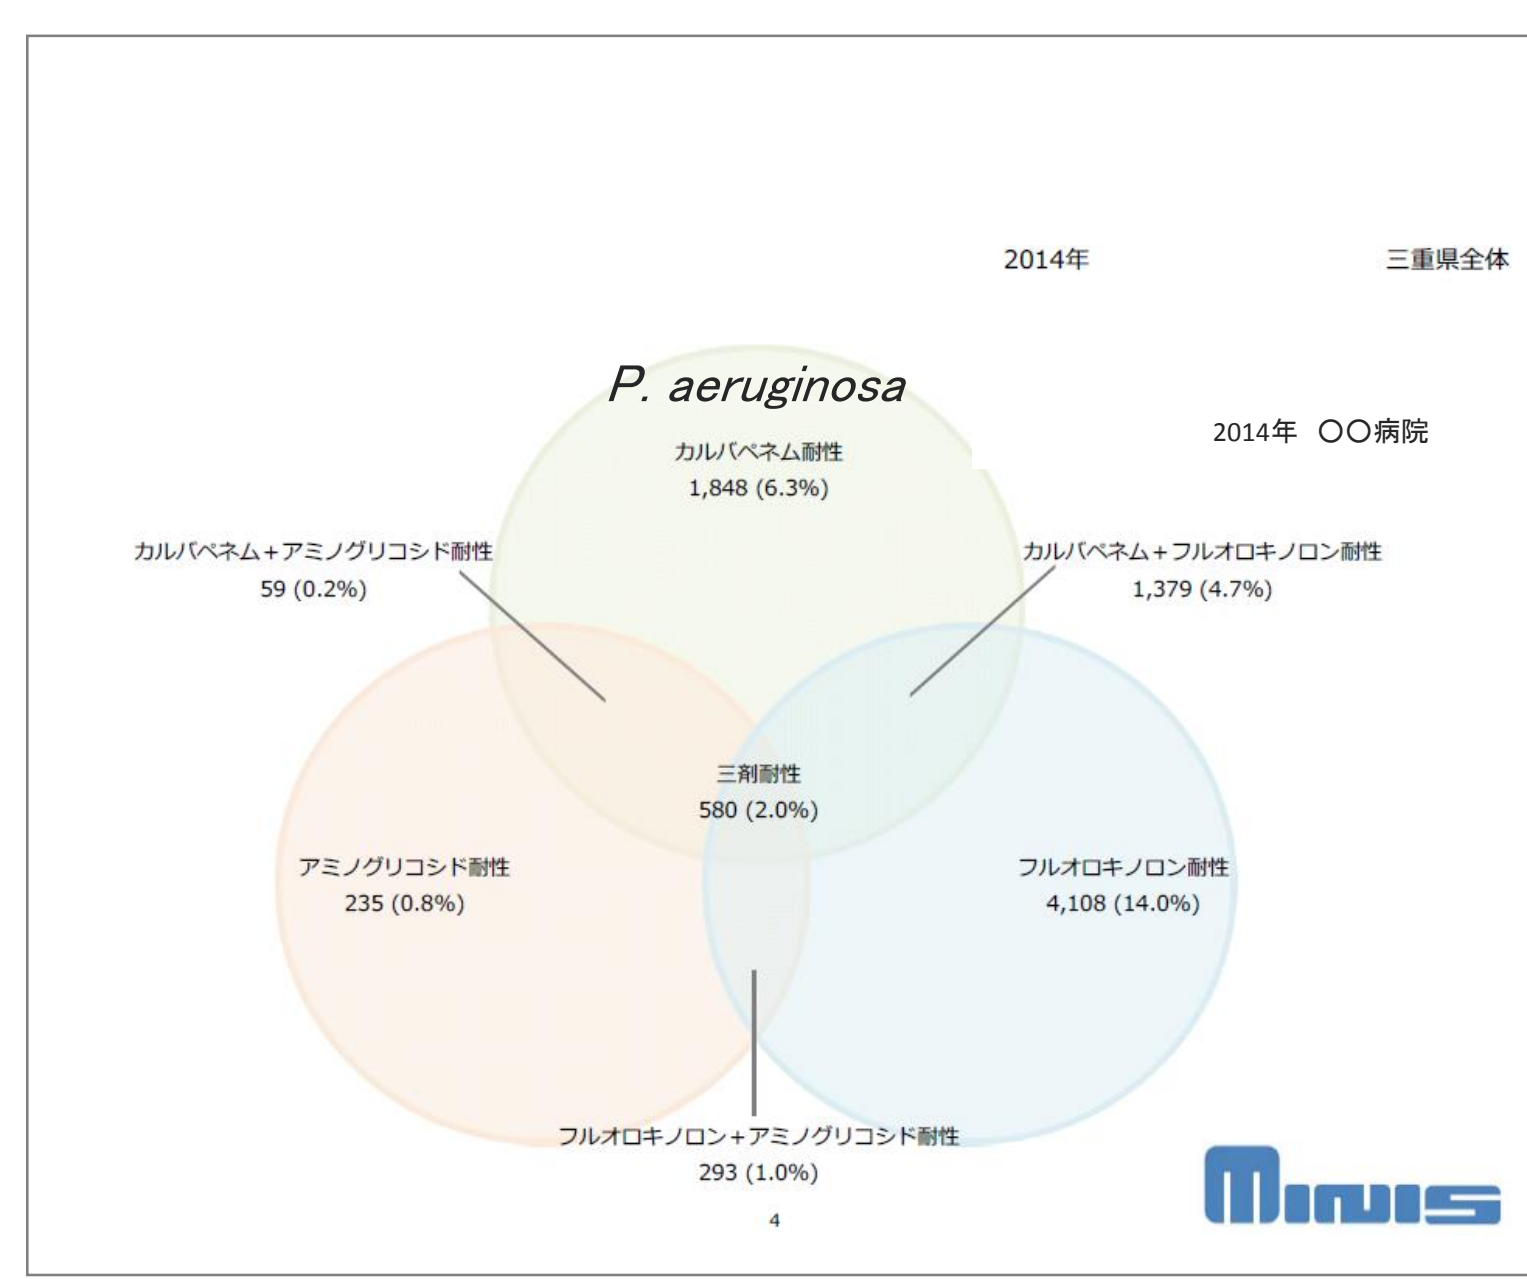 2014年 三重県全体
P. aeruginosa
2014年 〇〇病院
カルバペネム耐性
1,848 (6.3%)
カルバペネム+アミノグリコシド耐性
59 (0.2%)
カルバペネム+フルオロキノロン耐性
1,379 (4.7%)
三剤耐性
580 (2.0%)
アミノグリコシド耐性
235 (0.8%)
フルオロキノロン耐性
4,108 (14.0%)
フルオロキノロン+アミノグリコシド耐性
293 (1.0%)
4
MINIS